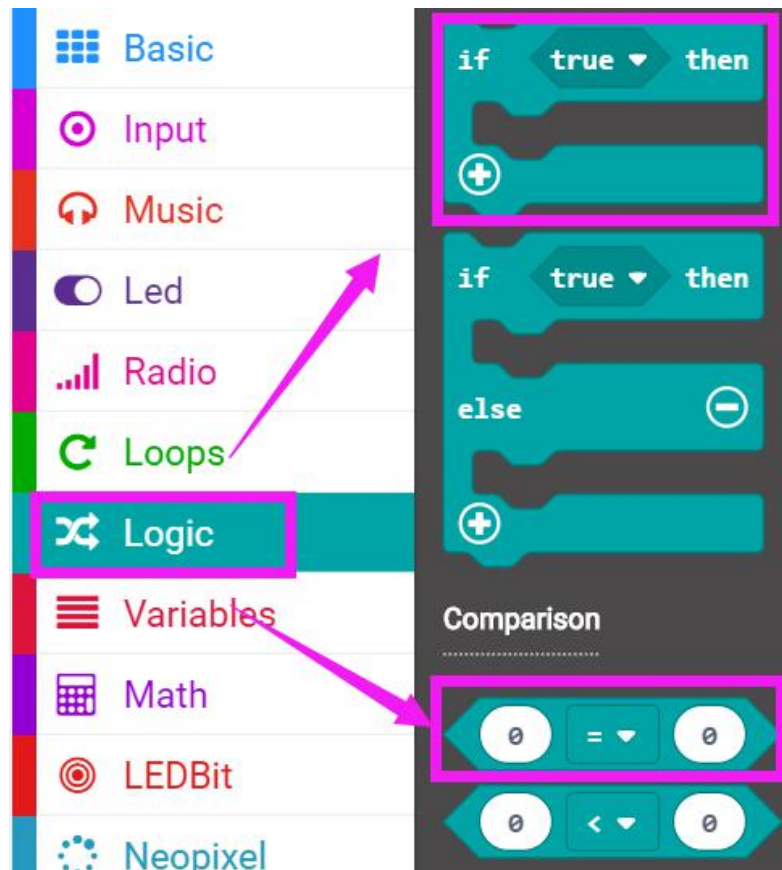 Basic
Input
Music
Led
Radio
Loops
Logic
Variables
Math
LEDBit
Neopixel
if true then
if true then
else
Comparison
0 = 0
0 < 0